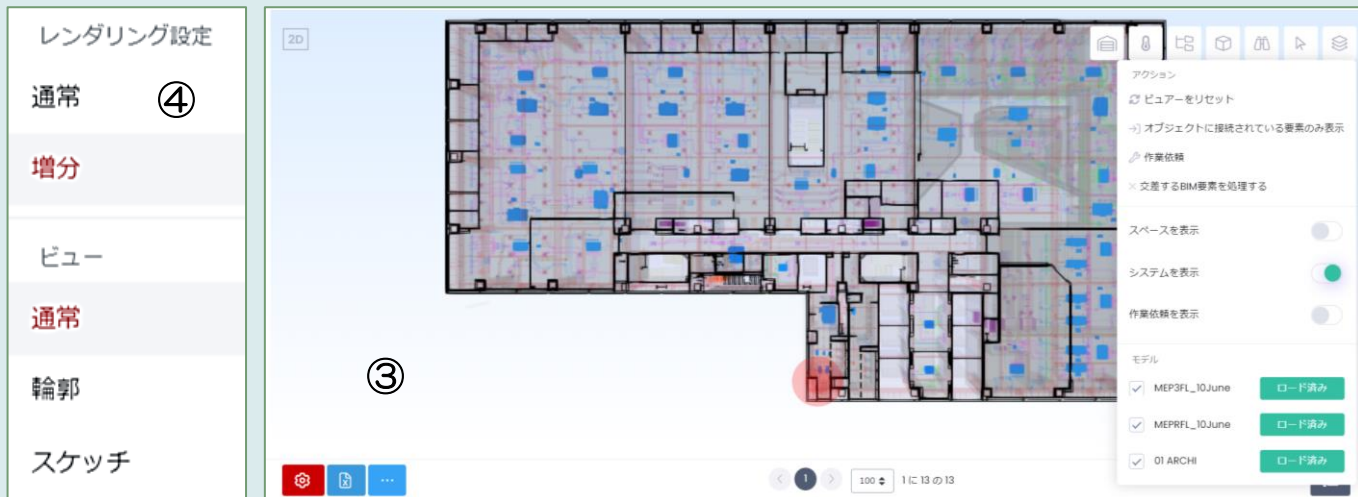 レンダリング設定
通常
④
増分
ビュー
通常
輪郭
スケッチ
2D
③
アクション
ビュアーをリセット
オブジェクトに接続されている要素のみ表示
作業依頼
交差するBIM要素を処理する
スペースを表示
システムを表示
作業依頼を表示
モデル
MEP3FL_10June ロード済み
MEPRFL_10June ロード済み
01 ARCHI ロード済み
1 100 1 に 13 の 13